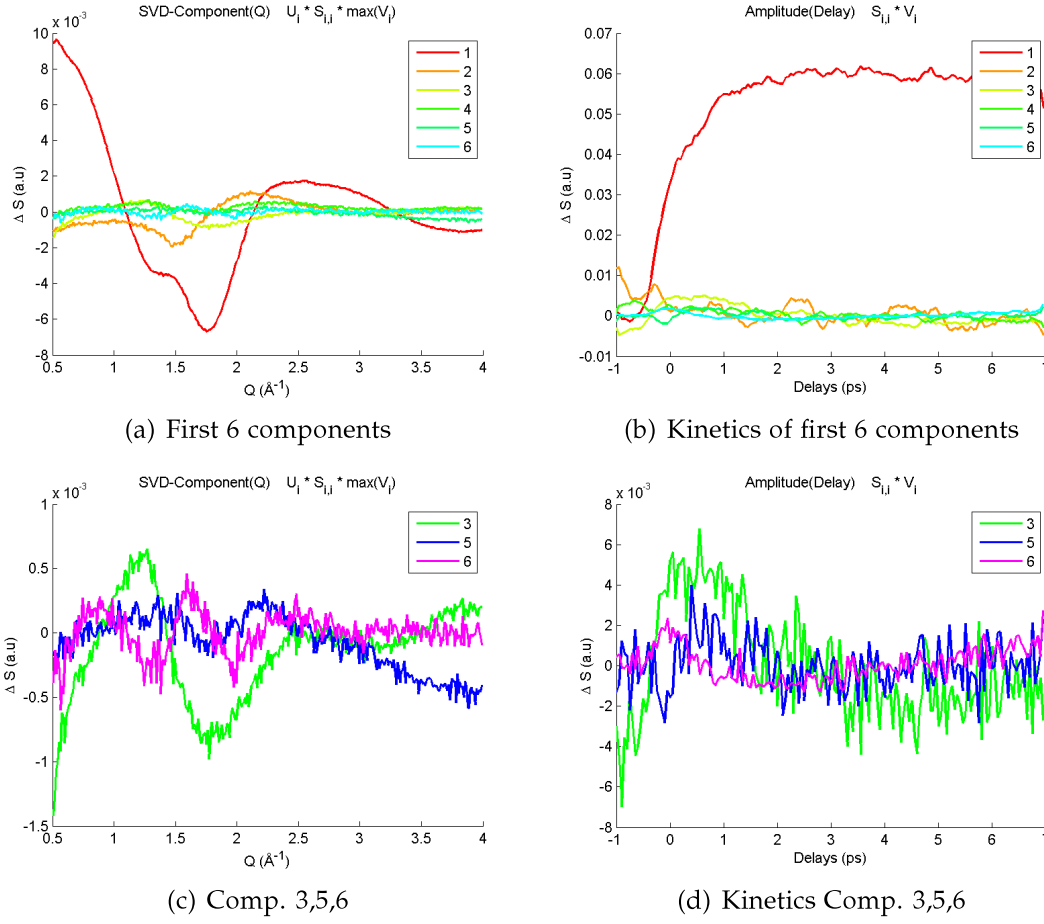 SVD-Component(Q) U_i * S_i,i * max(V_i)
x 10^-3
10
8
6
4
2
0
-2
-4
-6
-8
0.5 1 1.5 2 2.5 3 3.5 4
Δ S (a.u)
Q (Å^-1)
1
2
3
4
5
6
(a) First 6 components
Amplitude(Delay) S_i,i * V_i
0.07
0.06
0.05
0.04
0.03
0.02
0.01
0
-0.01
-1 0 1 2 3 4 5 6 7
Δ S (a.u)
Delays (ps)
1
2
3
4
5
6
(b) Kinetics of first 6 components
SVD-Component(Q) U_i * S_i,i * max(V_i)
x 10^-3
1
0.5
0
-0.5
-1
-1.5
0.5 1 1.5 2 2.5 3 3.5 4
Δ S (a.u)
Q (Å^-1)
3
5
6
(c) Comp. 3,5,6
Amplitude(Delay) S_i,i * V_i
x 10^-3
8
6
4
2
0
-2
-4
-6
-8
-1 0 1 2 3 4 5 6 7
Δ S (a.u)
Delays (ps)
3
5
6
(d) Kinetics Comp. 3,5,6